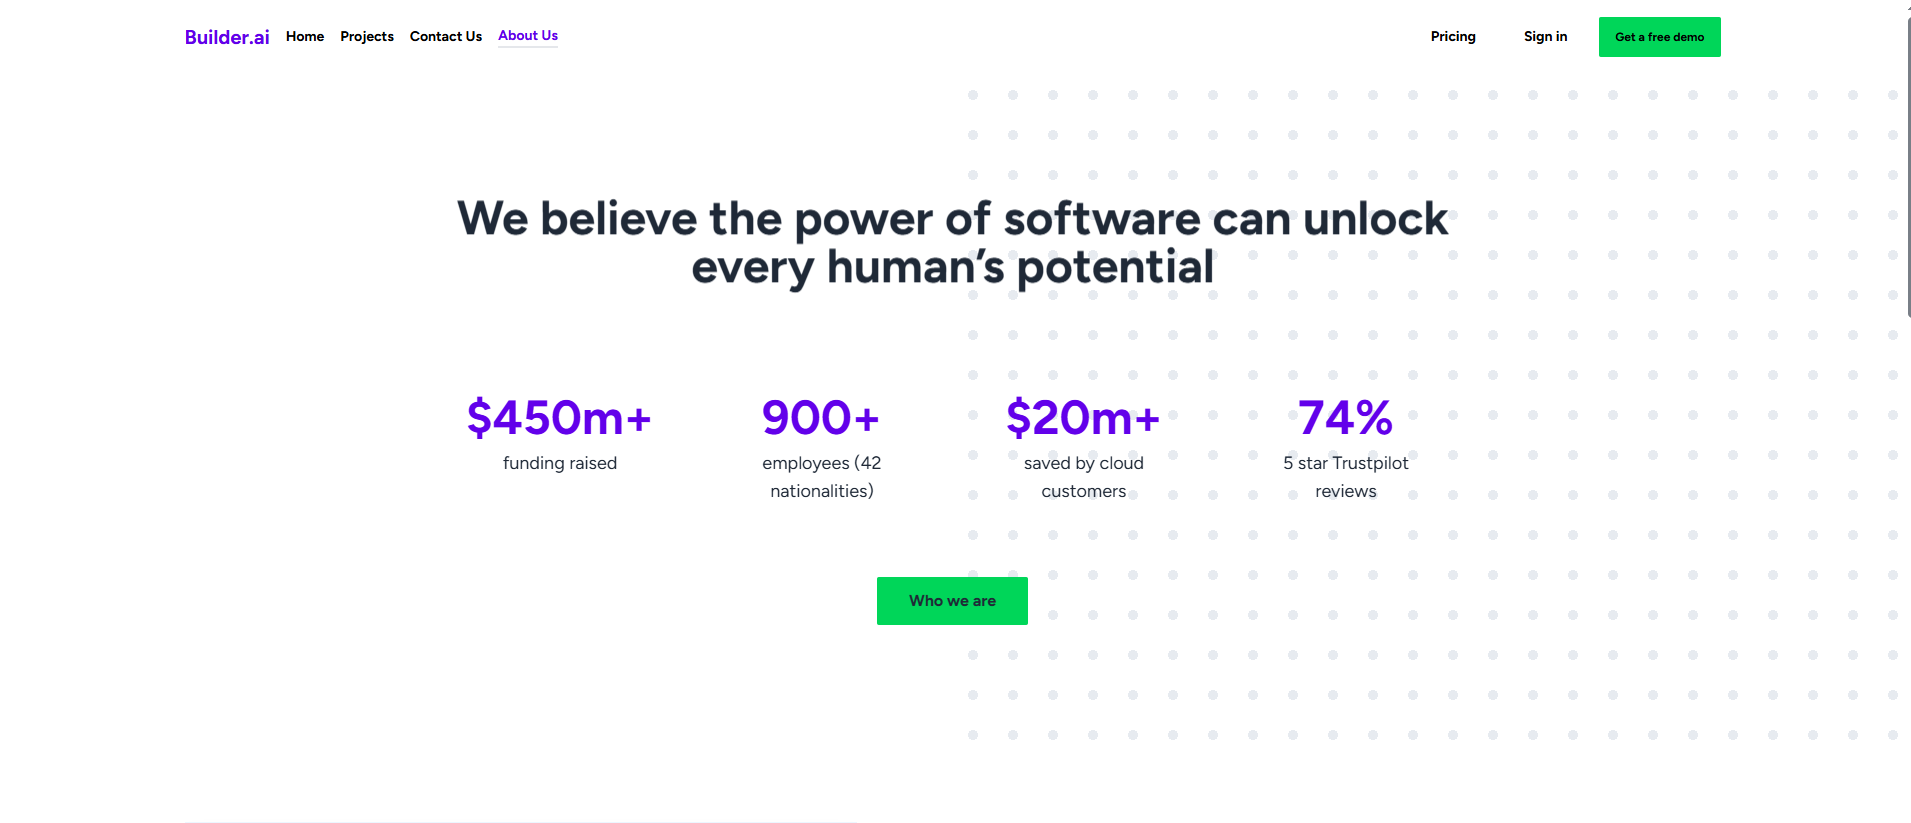 Builder.ai Home Projects Contact Us About Us Pricing Sign in Get a free demo
We believe the power of software can unlock
every human’s potential
$450m+
funding raised
900+
employees (42
nationalities)
$20m+
saved by cloud
customers
74%
5 star Trustpilot
reviews
Who we are